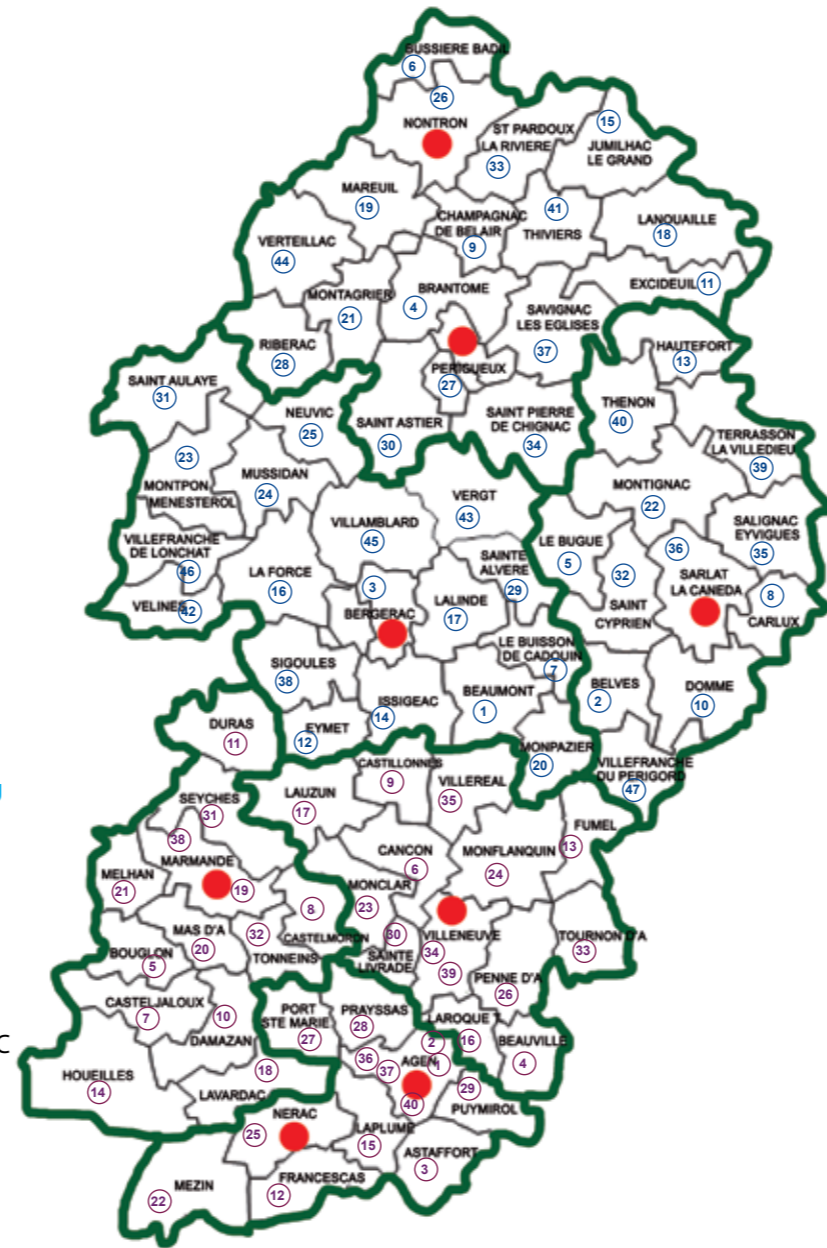 BUSSIERE BADIL
6
26
NONTRON
ST PARDOUX
LA RIVIERE
33
15
JUMILHAC
LE GRAND
MAREUIL
19
CHAMPAGNAC
DE BELAIR
9
41
THIVIERS
LANOUAILLE
18
VERTEILLAC
44
EXCIDEUIL 11
MONTAGRIER
21
BRANTOME
4
SAVIGNAC
LES EGLISES
37
RIBERAC
28
PERIGUEUX
27
HAUTEFORT
13
SAINT AULAYE
31
NEUVIC
25
SAINT ASTIER
30
SAINT PIERRE
DE CHIGNAC
34
THENON
40
TERRASSON
LA VILLEDIEU
39
23
MONTPON
MENESTEROL
MUSSIDAN
24
MONTIGNAC
22
VERGT
43
VILLAMBLARD
45
SALIGNAC
EYVIGUES
35
VILLEFRANCHE
DE LONCHAT
46
LE BUGUE
5
36
SARLAT
LA CANEDA
LA FORCE
16
SAINTE
ALVERE
29
32
SAINT
CYPRIEN
8
CARLUX
VELINES 42
3
BERGERAC
LALINDE
17
SIGOULES
38
LE BUISSON
DE CADOUIN
7
BELVES
2
DOMME
10
ISSIGEAC
14
BEAUMONT
1
DURAS
11
EYMET
12
MONPAZIER
20
VILLEFRANCHE
DU PERIGORD
47
CASTILLONNES
9
VILLEREAL
35
SEYCHES
31
LAUZUN
17
FUMEL
13
38
MARMANDE
19
CANCON
6
MONFLANQUIN
24
MELHAN
21
MONCLAR
23
8
CASTELMORON
MAS D'A
20
32
TONNEINS
30
SAINTE
LIVRADE
VILLENEUVE
34
39
TOURNON D'A
33
BOUGLON
5
PENNE D'A
26
CASTELJALOUX
7
10
DAMAZAN
PORT
STE MARIE
27
PRAYSSAS
28
LAROQUE T
16
BEAUVILLE
4
C
HOUEILLES
14
18
LAVARDAC
36
37
AGEN
2
1
40
29
PUYMIROL
NERAC
25
LAPLUME
15
ASTAFFORT
3
MEZIN
22
FRANCESCAS
12